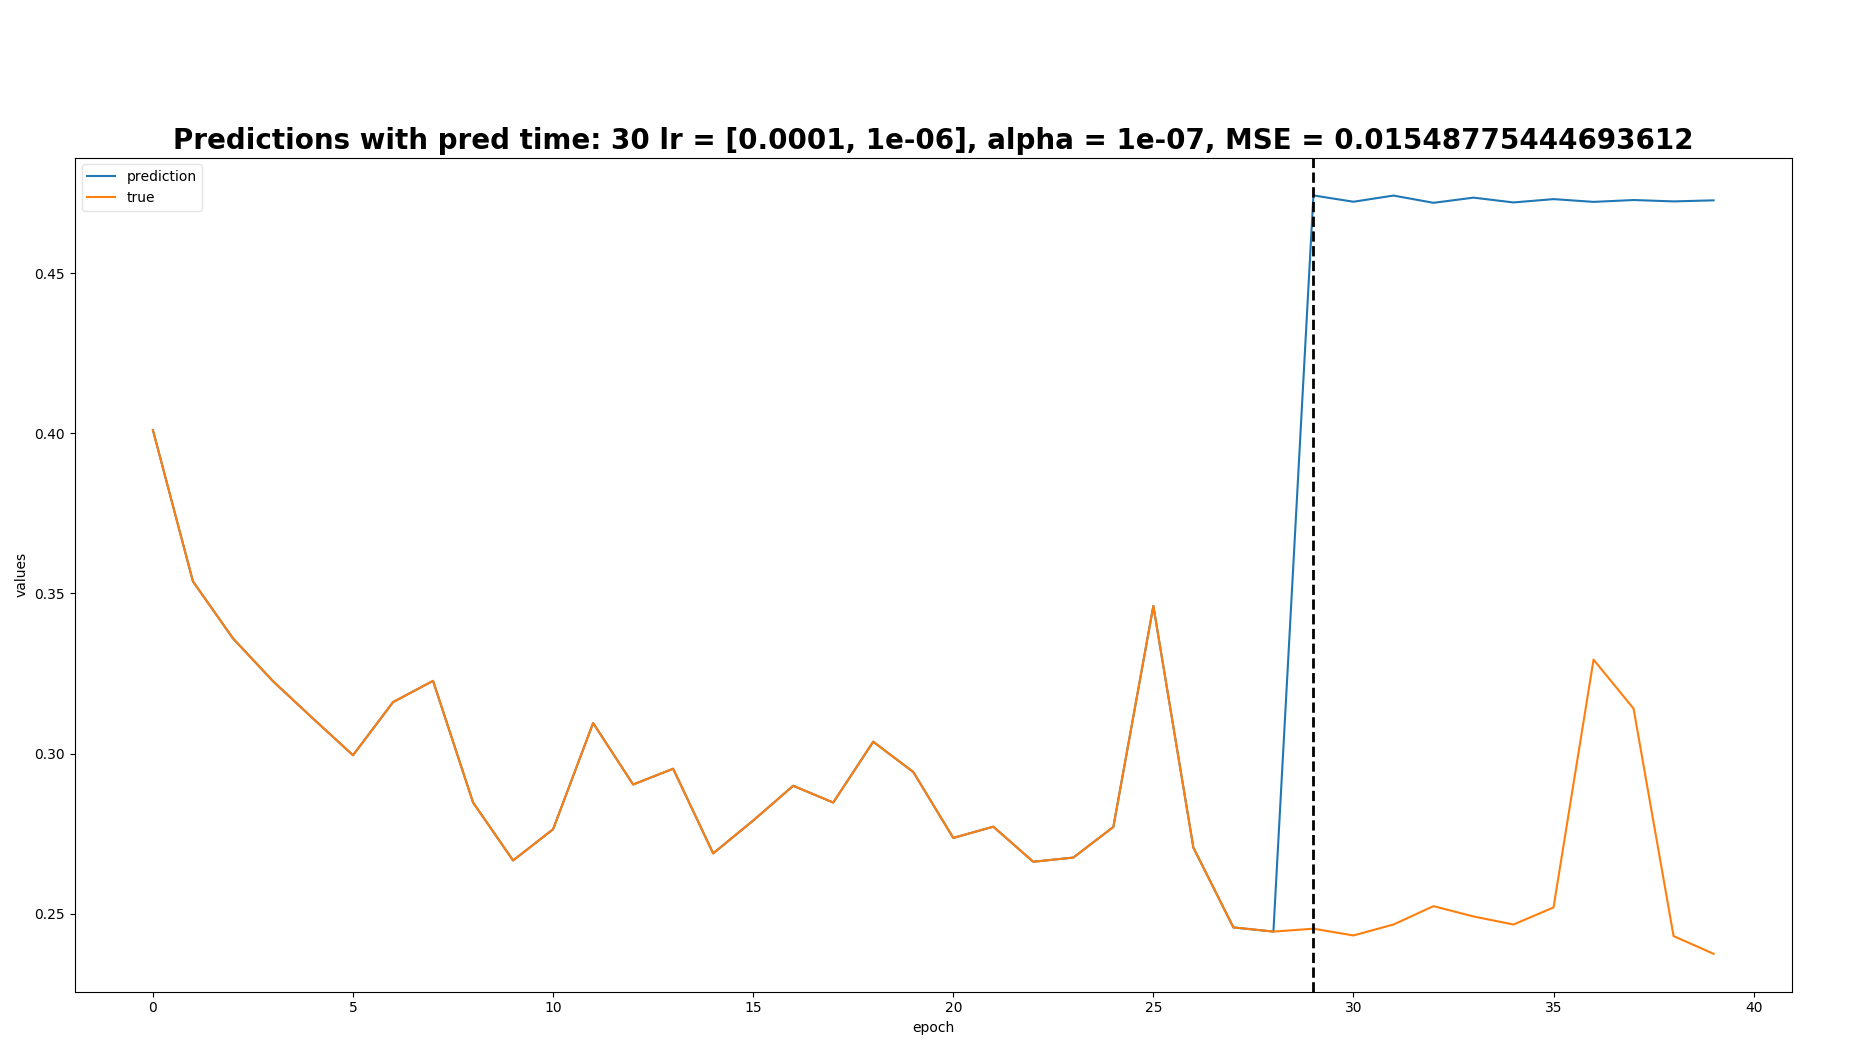 Predictions with pred time: 30 lr = [0.0001, 1e-06], alpha = 1e-07, MSE = 0.01548775444693612
prediction
true
0.45
0.40
0.35
0.30
0.25
values
0 5 10 15 20 25 30 35 40
epoch